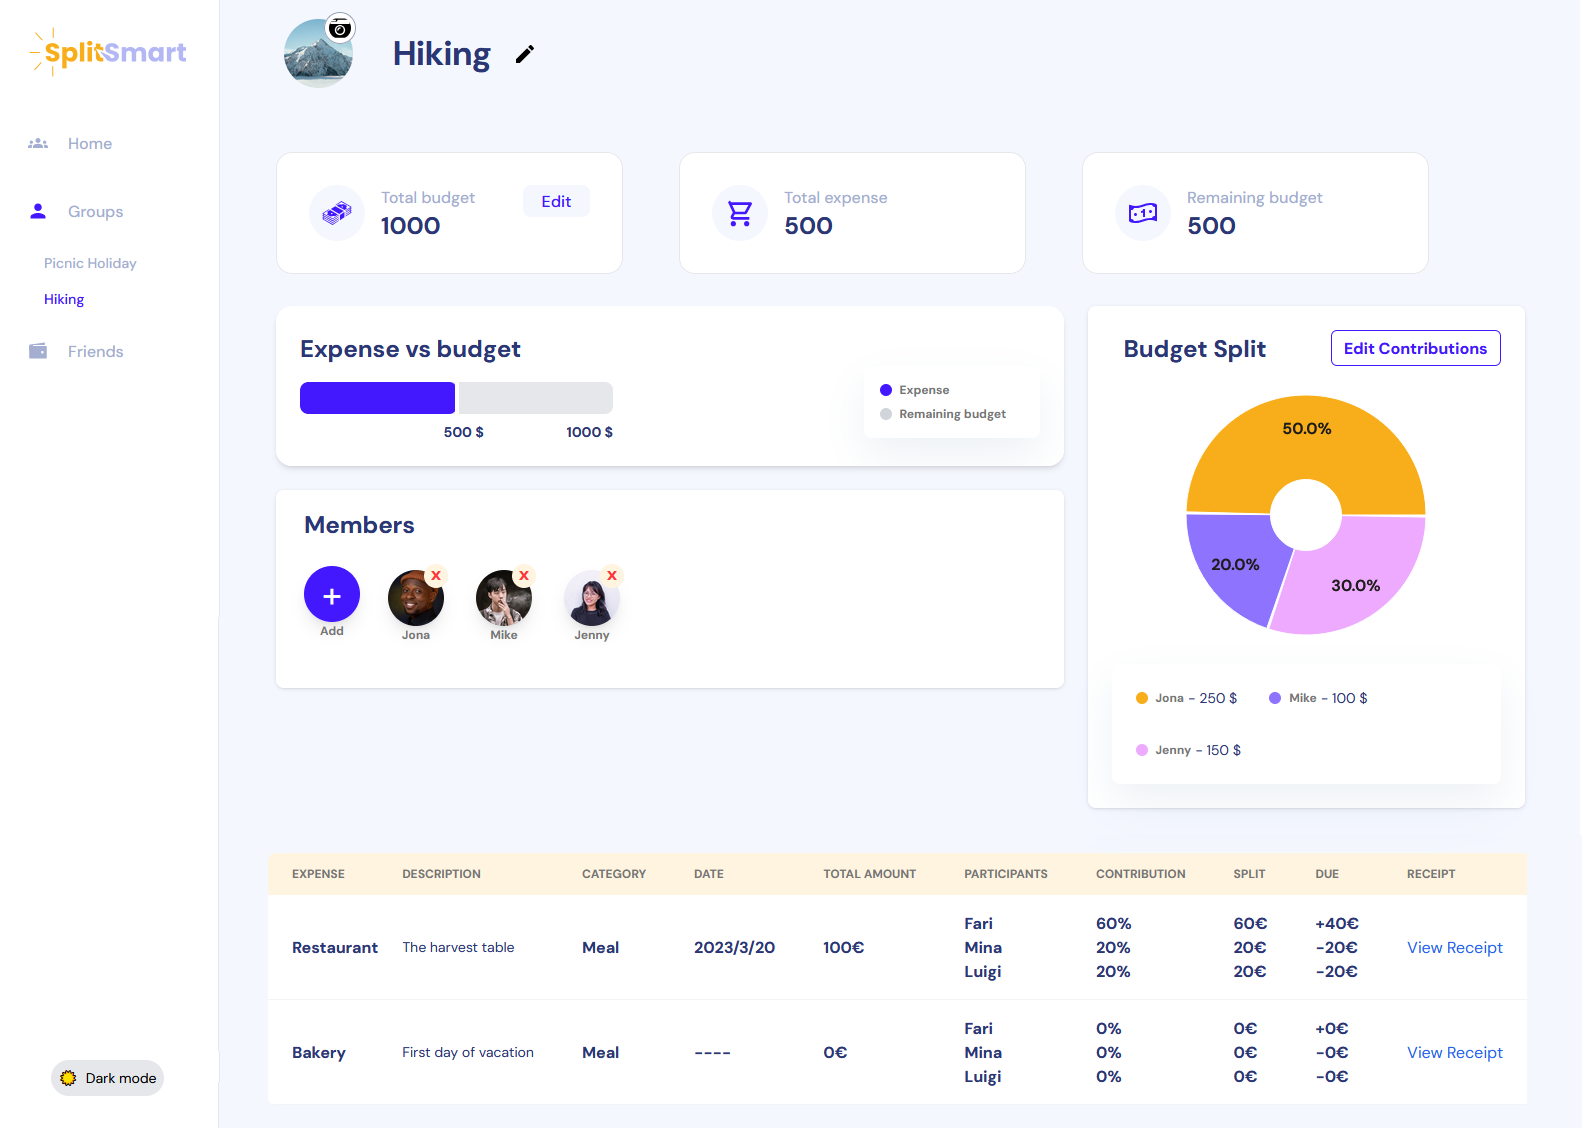 SplitSmart
Hiking
Home
Groups
Picnic Holiday
Hiking
Friends
Dark mode
Total budget
1000
Edit
Total expense
500
Remaining budget
500
Expense vs budget
500 $
1000 $
Expense
Remaining budget
Members
+
Add
X
Jona
X
Mike
X
Jenny
Budget Split
Edit Contributions
50.0%
20.0%
30.0%
Jona - 250 $
Mike - 100 $
Jenny - 150 $
EXPENSE DESCRIPTION CATEGORY DATE TOTAL AMOUNT PARTICIPANTS CONTRIBUTION SPLIT DUE RECEIPT
Fari 60% 60€ +40€
Restaurant The harvest table Meal 2023/3/20 100€ Mina 20% 20€ -20€ View Receipt
Luigi 20% 20€ -20€
Fari 0% 0€ +0€
Bakery First day of vacation Meal ---- 0€ Mina 0% 0€ -0€ View Receipt
Luigi 0% 0€ -0€